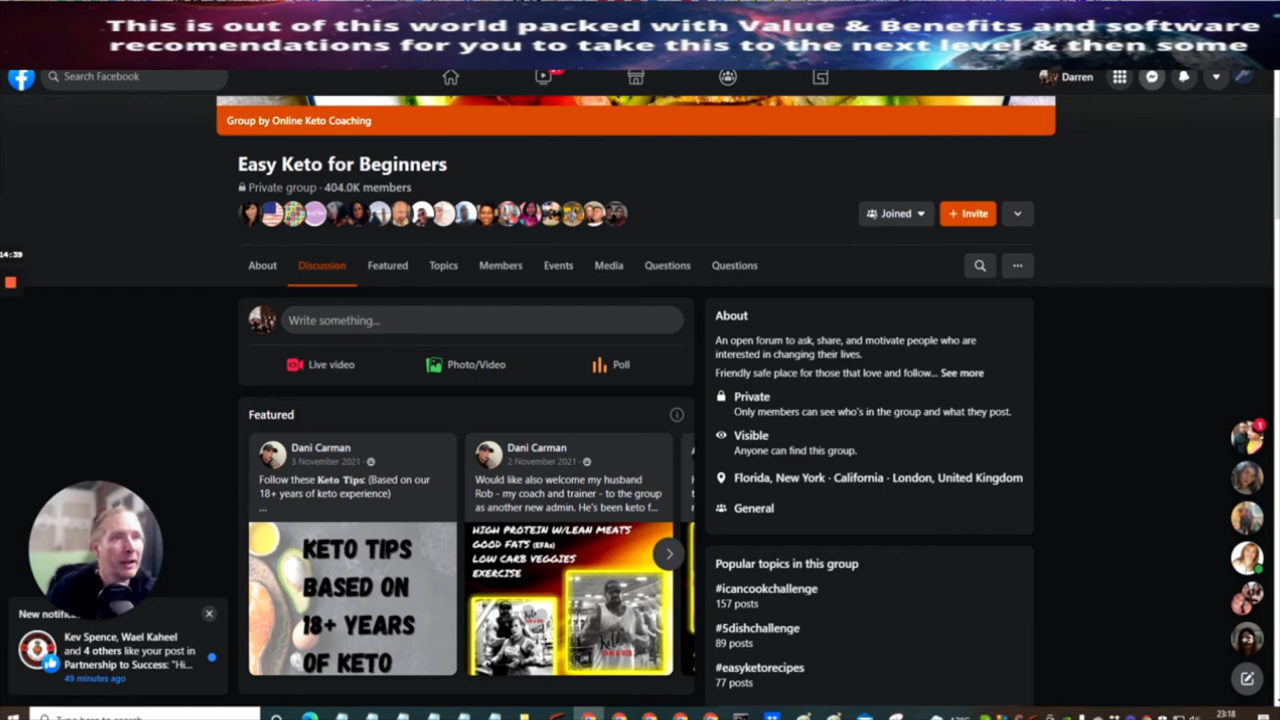 This is out of this world packed with Value & Benefits and software
recomendations for you to take this to the next level & then some
Search Facebook
Darren
Group by Online Keto Coaching
Easy Keto for Beginners
Private group · 404.0K members
Joined
+ Invite
14:39
About
Discussion
Featured
Topics
Members
Events
Media
Questions
Questions
Write something...
Live video
Photo/Video
Poll
Featured
Dani Carman
3 November 2021 ·
Follow these Keto Tips: (Based on our
18+ years of keto experience)
...
KETO TIPS
BASED ON
18+ YEARS
OF KETO
Dani Carman
2 November 2021 ·
Would like also welcome my husband
Rob - my coach and trainer - to the group
as another new admin. He's been keto f...
HIGH PROTEIN W/LEAN MEATS
GOOD FATS (EFAs)
LOW CARB VEGGIES
EXERCISE
About
An open forum to ask, share, and motivate people who are
interested in changing their lives.
Friendly safe place for those that love and follow... See more
Private
Only members can see who's in the group and what they post.
Visible
Anyone can find this group.
Florida, New York · California · London, United Kingdom
General
Popular topics in this group
#icancookchallenge
157 posts
#5dishchallenge
89 posts
#easyketorecipes
77 posts
1
New notifi
Kev Spence, Wael Kaheel
and 4 others like your post in
Partnership to Success: "Hi...
49 minutes ago
Type here to search
23:18